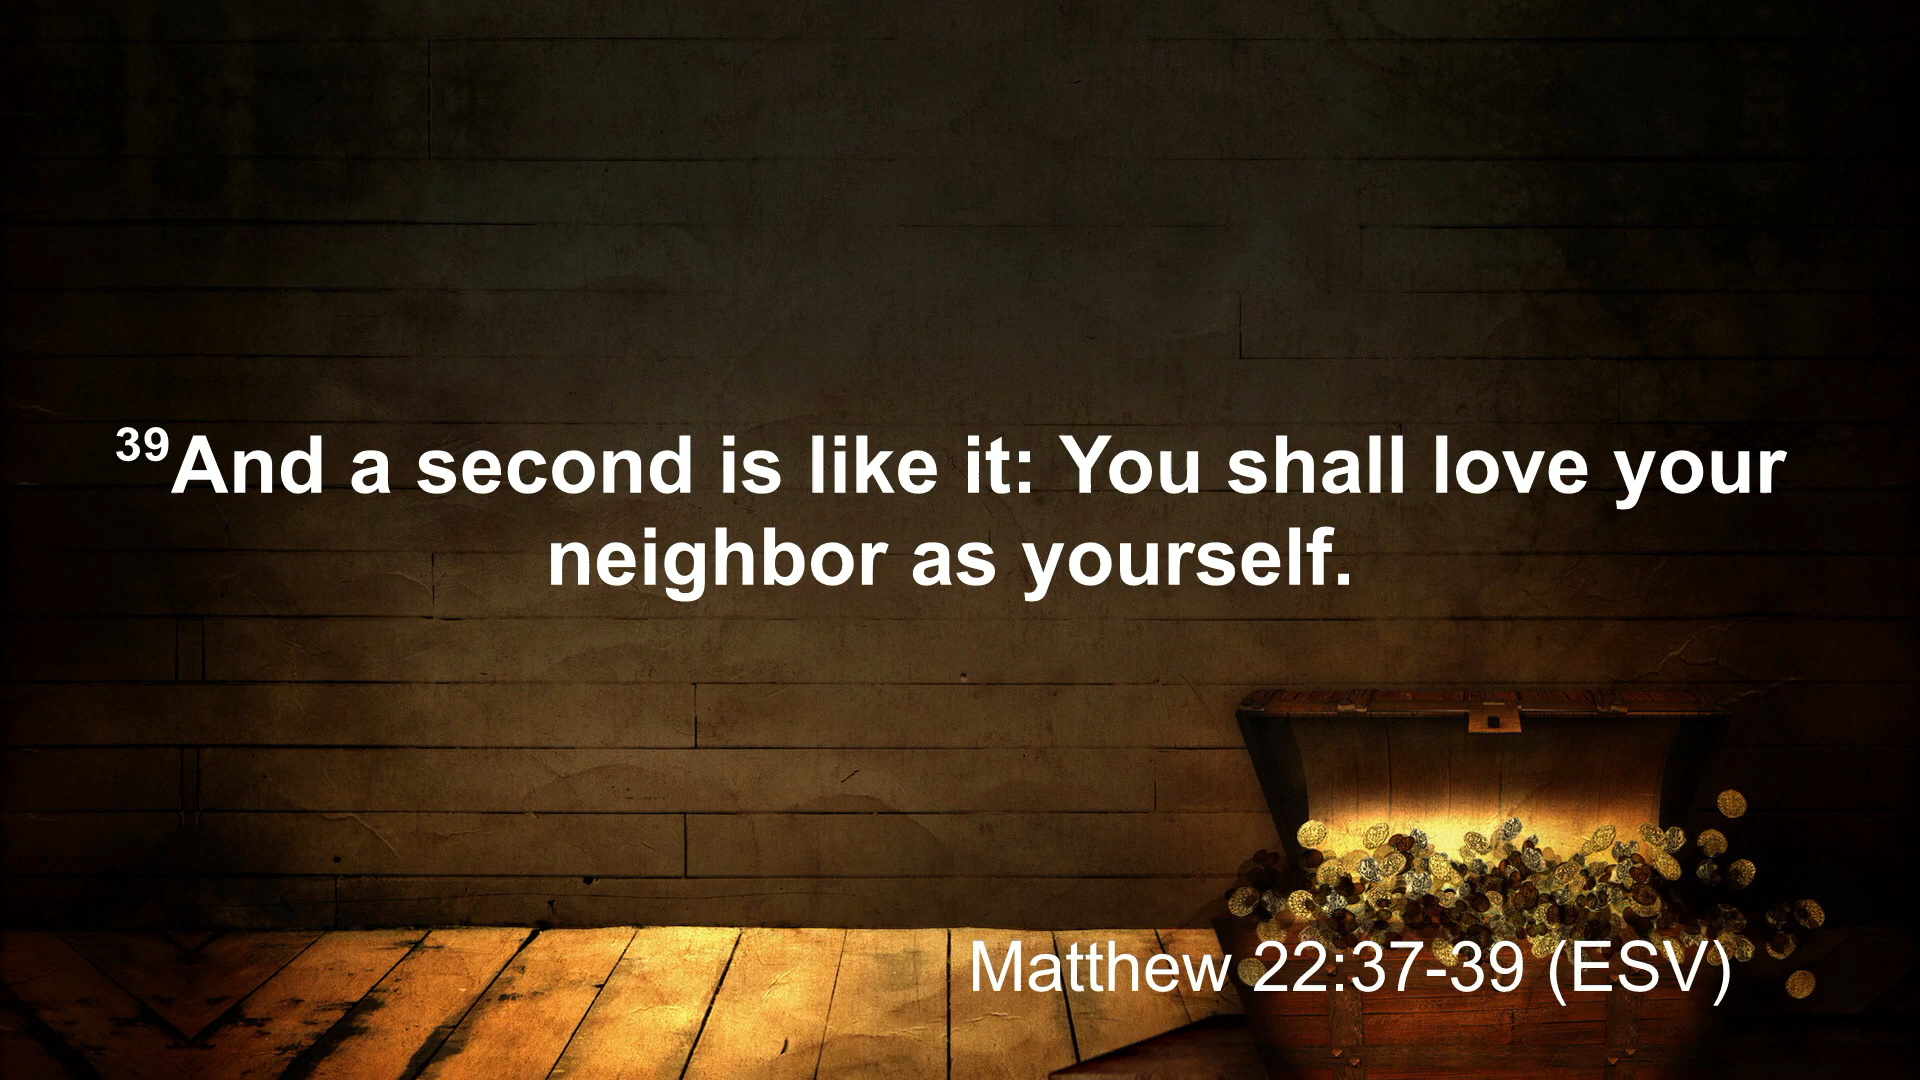 39And a second is like it: You shall love your
neighbor as yourself.
Matthew 22:37-39 (ESV)